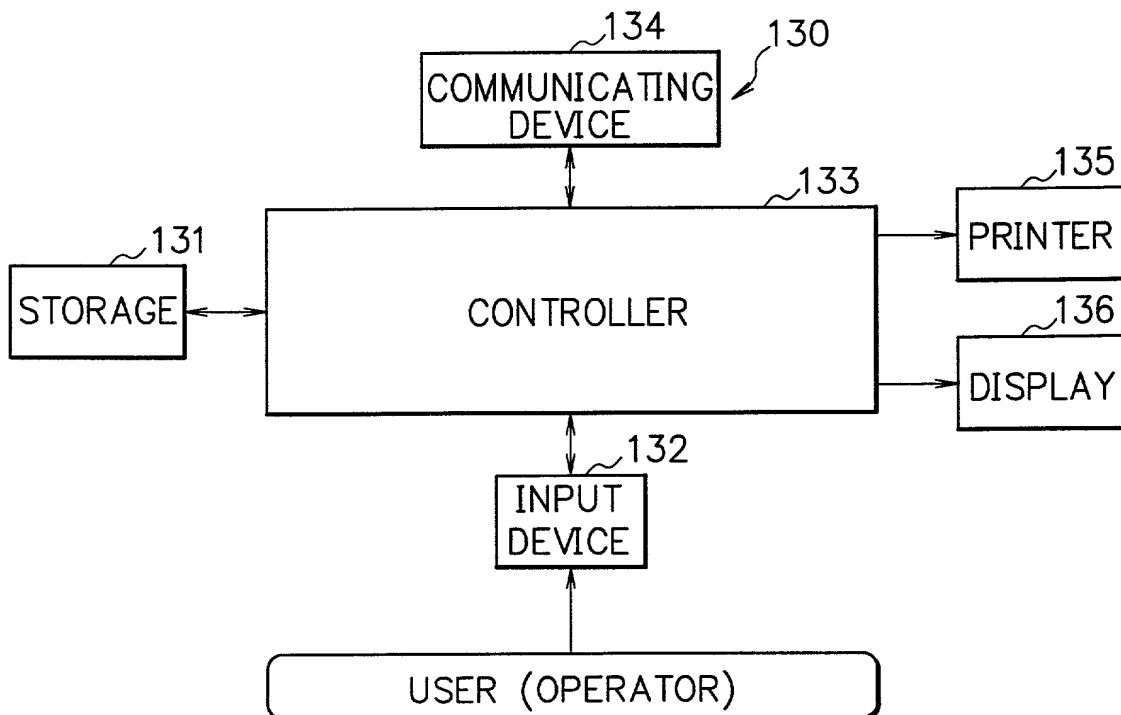 134
130
COMMUNICATING
DEVICE
133
135
PRINTER
131
STORAGE
CONTROLLER
136
DISPLAY
132
INPUT
DEVICE
USER (OPERATOR)